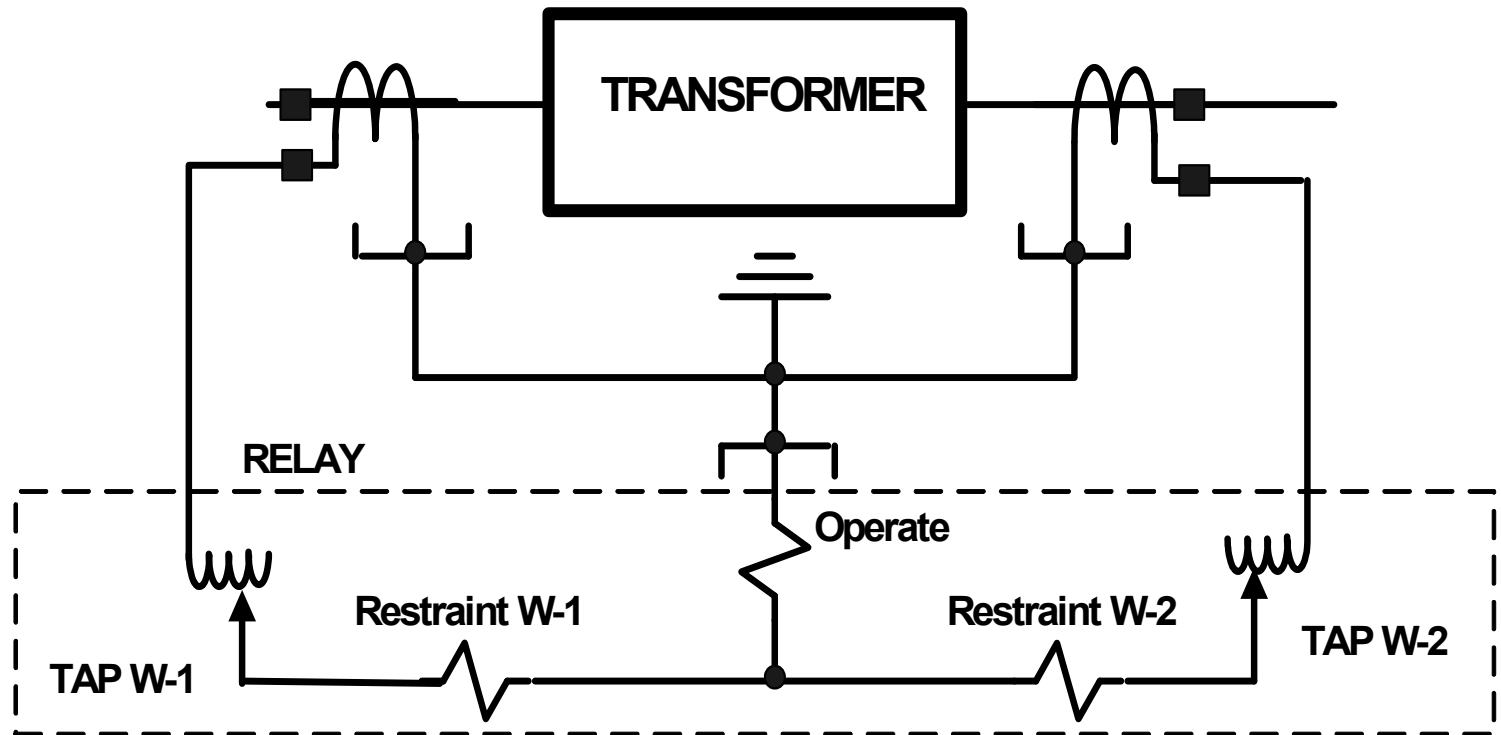 TRANSFORMER
RELAY
Operate
Restraint W-1
Restraint W-2
TAP W-1
TAP W-2